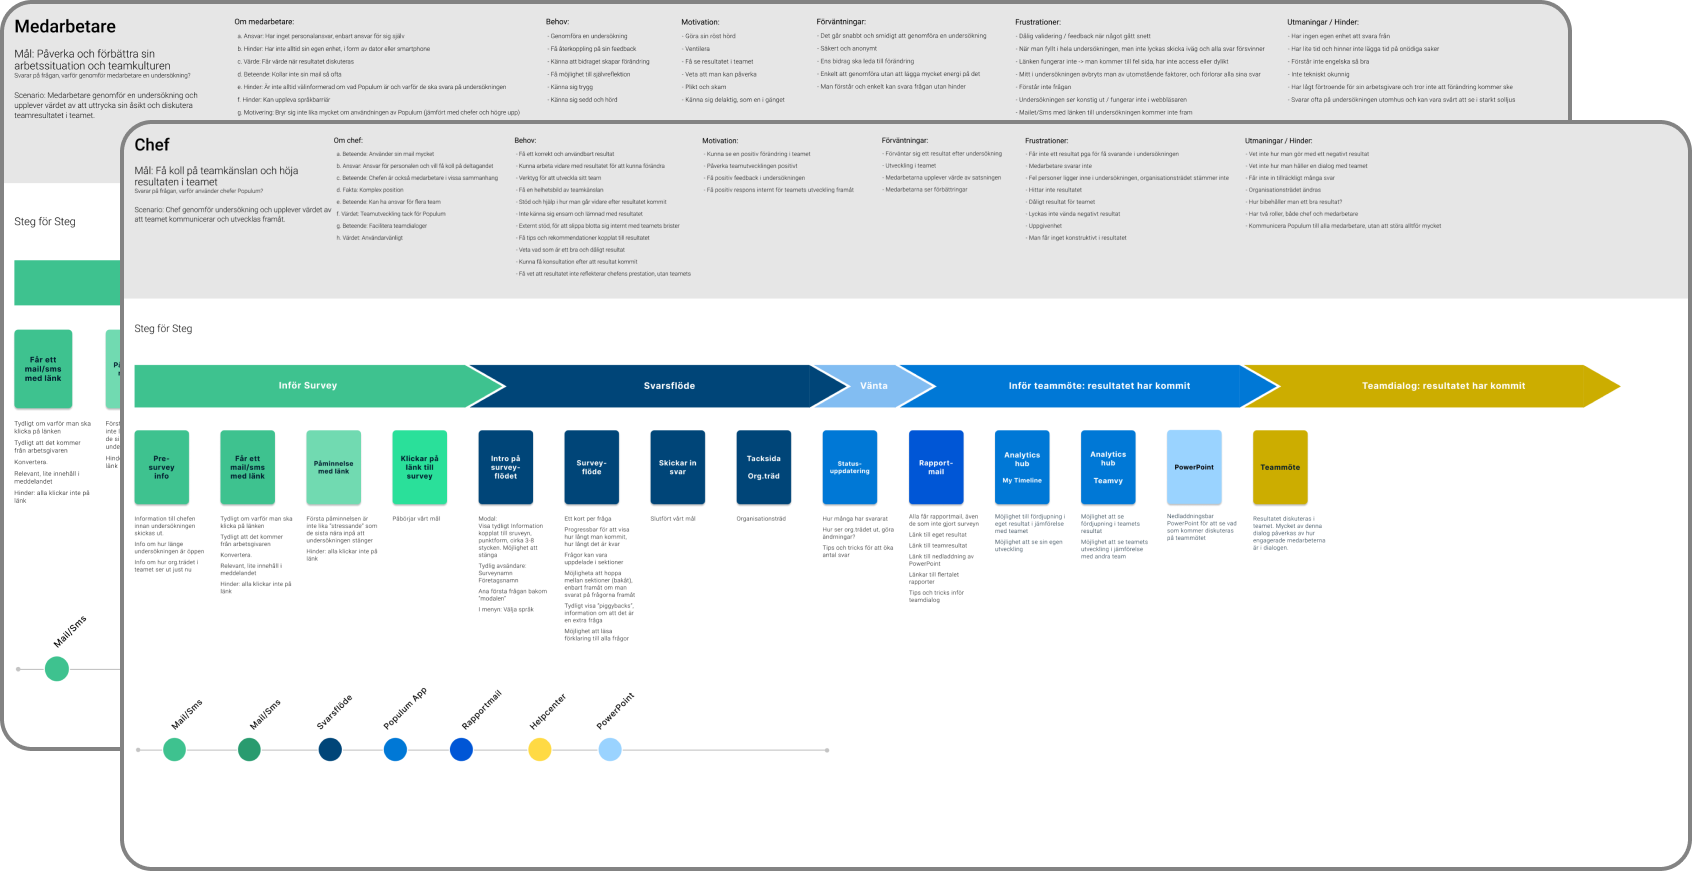 Medarbetare
Mål: Påverka och förbättra sin
arbetssituation och teamkulturen
Svarar på frågan, varför genomför medarbetare en undersökning?
Scenario: Medarbetare genomför en undersökning och
upplever värdet av att uttrycka sin åsikt och diskutera
teamresultatet i teamet.
Om medarbetare:
a. Ansvar: Har inget personalansvar, enbart ansvar för sig själv
b. Hinder: Har inte alltid sin egen enhet, i form av dator eller smartphone
c. Värde: Får värde när resultatet diskuteras
d. Beteende: Kollar inte sin mail så ofta
e. Hinder: Är inte alltid välinformerad om vad Populum är och varför de ska svara på undersökningen
f. Hinder: Kan uppleva språkbarriär
g. Motivering: Bryr sig inte lika mycket om användningen av Populum (jämfört med chefer och högre upp)
Behov:
- Genomföra en undersökning
- Få återkoppling på sin feedback
- Känna att bidraget skapar förändring
- Få möjlighet till självreflektion
- Känna sig trygg
- Känna sig sedd och hörd
Motivation:
- Göra sin röst hörd
- Ventilera
- Få se resultatet i teamet
- Veta att man kan påverka
- Plikt och skam
- Känna sig delaktig, som en i gänget
Förväntningar:
- Det går snabbt och smidigt att genomföra en undersökning
- Säkert och anonymt
- Ens bidrag ska leda till förändring
- Enkelt att genomföra utan att lägga mycket energi på det
- Man förstår och enkelt kan svara frågan utan hinder
Frustrationer:
- Dålig validering / feedback när något gått snett
- När man fyllt i hela undersökningen, men inte lyckas skicka iväg och alla svar försvinner
- Länken fungerar inte -> man kommer till fel sida, har inte access eller dylikt
- Mitt i undersökningen avbryts man av utomstående faktorer, och förlorar alla sina svar
- Förstår inte frågan
- Undersökningen ser konstig ut / fungerar inte i webbläsaren
- Mailet/Sms med länken till undersökningen kommer inte fram
Utmaningar / Hinder:
- Har ingen egen enhet att svara från
- Har lite tid och hinner inte lägga tid på onödiga saker
- Förstår inte engelska så bra
- Inte tekniskt okunnig
- Har lågt förtroende för sin arbetsgivare och tror inte att förändring kommer ske
- Svarar ofta på undersökningen utomhus och kan vara svårt att se i starkt solljus
Steg för Steg
Får ett
mail/sms
med länk
Tydligt om varför man ska
klicka på länken
Tydligt att det kommer
från arbetsgivaren
Konvertera
Relevant, lite innehåll i
meddelandet
Hinder: alla klickar inte på
länk
Mail/Sms
Chef
Mål: Få koll på teamkänslan och höja
resultaten i teamet
Svarar på frågan, varför använder chefer Populum?
Scenario: Chef genomför undersökning och upplever värdet av
att teamet kommunicerar och utvecklas framåt.
Om chef:
a. Beteende: Använder sin mail mycket
b. Ansvar: Ansvar för personalen och vill få koll på deltagandet
c. Beteende: Chefen är också medarbetare i vissa sammanhang
d. Fakta: Komplex position
e. Beteende: Kan ha ansvar för flera team
f. Värdet: Teamutveckling tack för Populum
g. Beteende: Facilitera teamdialoger
h. Värdet: Användarvänligt
Behov:
- Få ett korrekt och användbart resultat
- Kunna arbeta vidare med resultatet för att kunna förändra
- Verktyg för att utveckla sitt team
- Få en helhetsbild av teamkänslan
- Stöd och hjälp i hur man går vidare efter resultatet kommit
- Inte känna sig ensam och lämnad med resultatet
- Externt stöd, för att slippa blotta sig internt med teamets brister
- Få tips och rekommendationer kopplat till resultatet
- Veta vad som är ett bra och dåligt resultat
- Kunna få konsultation efter att resultat kommit
- Få vet att resultatet inte reflekterar chefens prestation, utan teamets
Motivation:
- Kunna se en positiv förändring i teamet
- Påverka teamutvecklingen positivt
- Få positiv feedback i undersökningen
- Få positiv respons internt för teamets utveckling framåt
Förväntningar:
- Förväntar sig ett resultat efter undersökning
- Utveckling i teamet
- Medarbetarna upplever värde av satsningen
- Medarbetarna ser förbättringar
Frustrationer:
- Får inte ett resultat pga för få svarande i undersökningen
- Medarbetare svarar inte
- Fel personer ligger inne i undersökningen, organisationsträdet stämmer inte
- Hittar inte resultatet
- Dåligt resultat för teamet
- Lyckas inte vända negativt resultat
- Uppgivenhet
- Man får inget konstruktivt i resultatet
Utmaningar / Hinder:
- Vet inte hur man gör med ett negativt resultat
- Vet inte hur man håller en dialog med teamet
- Får inte in tillräckligt många svar
- Organisationsträdet ändras
- Hur bibehåller man ett bra resultat?
- Har två roller, både chef och medarbetare
- Kommunicera Populum till alla medarbetare, utan att störa alltför mycket
Steg för Steg
Inför Survey
Svarsflöde
Vänta
Inför teammöte: resultatet har kommit
Teamdialog: resultatet har kommit
Pre-
survey
info
Information till chefen
innan undersökningen
skickas ut.
Info om hur länge
undersökningen är öppen
Info om hur org trädet i
teamet ser ut just nu
Får ett
mail/sms
med länk
Tydligt om varför man ska
klicka på länken
Tydligt att det kommer
från arbetsgivaren
Konvertera
Relevant, lite innehåll i
meddelandet
Hinder: alla klickar inte på
länk
Påminnelse
med länk
Första påminnelsen är
inte lika "stressande" som
de sista nära inpå att
undersökningen stänger
Hinder: alla klickar inte på
länk
Klickar på
länk till
survey
Påbörjar vårt mål
Intro på
survey-
flödet
Modal:
Visa tydligt Information
kopplat till sruveyn,
punktform, cirka 3-8
stycken. Möjlighet att
stänga
Tydlig avsändare:
Surveynamn
Företagsnamn
Ana första frågan bakom
"modalen"
I menyn: Välja språk
Survey-
flöde
Ett kort per fråga
Progressbar för att visa
hur långt man kommit,
hur långt det är kvar
Frågor kan vara
uppdelade i sektioner
Möjligheta att hoppa
mellan sektioner (bakåt),
enbart framåt om man
svarat på frågorna framåt
Tydligt visa "piggybacks",
information om att det är
en extra fråga
Möjlighet att läsa
förklaring till alla frågor
Skickar in
svar
Slutfört vårt mål
Tacksida
Org.träd
Organisationsträd
Status-
uppdatering
Hur många har svararat
Hur ser org trädet ut, göra
ändringar?
Tips och tricks för att öka
antal svar
Rapport-
mail
Alla får rapportmail, även
de som inte gjort surveyn
Länk till eget resultat
Länk till teamresultat
Länk till nedladdning av
PowerPoint
Länkar till flertalet
rapporter
Tips och tricks inför
teamdialog
Analytics
hub
My Timeline
Möjlighet till fördjupning i
eget resultat i jämförelse
med teamet
Möjlighet att se sin egen
utveckling
Analytics
hub
Teamvy
Möjlighet att se
fördjupning i teamets
resultat
Möjlighet att se teamets
utveckling i jämförelse
med andra team
PowerPoint
Nedladdningsbar
PowerPoint för att se vad
som kommer diskuteras
på teammötet
Teammöte
Resultatet diskuteras i
teamet. Mycket av denna
dialog påverkas av hur
engagerade medarbetarna
är i dialogen.
Mail/Sms
Mail/Sms
Svarsflöde
Populum App
Rapportmail
Helpcenter
PowerPoint